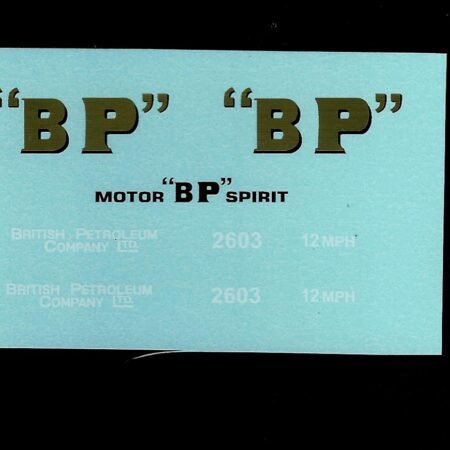 “BP” “BP”
MOTOR “BP” SPIRIT
BRITISH PETROLEUM
COMPANY LTD. 2603 12 MPH
BRITISH PETROLEUM
COMPANY LTD. 2603 12 MPH